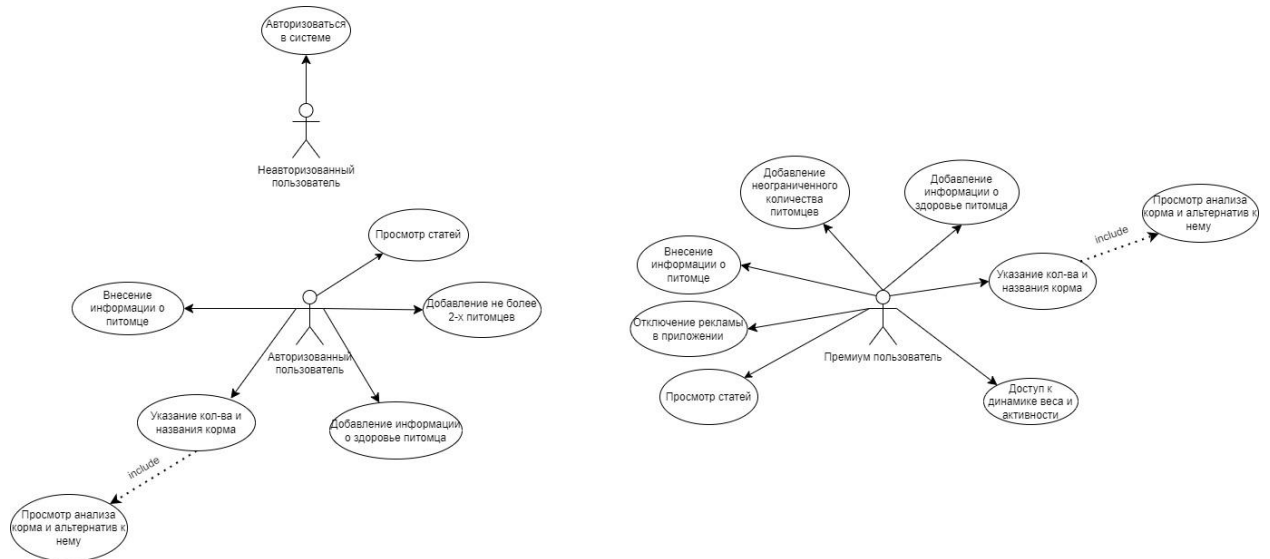 Авторизоваться
в системе
Неавторизованный
пользователь
Просмотр статей
Внесение
информации о
питомце
Добавление не более
2-х питомцев
Авторизованный
пользователь
Указание кол-ва и
названия корма
Добавление информации
о здоровье питомца
include
Просмотр анализа
корма и альтернатив к
нему
Добавление
неограниченного
количества
питомцев
Добавление
информации о
здоровье питомца
Просмотр анализа
корма и альтернатив к
нему
include
Внесение
информации о
питомце
Указание кол-ва и
названия корма
Отключение рекламы
в приложении
Премиум пользователь
Просмотр статей
Доступ к
динамике веса и
активности